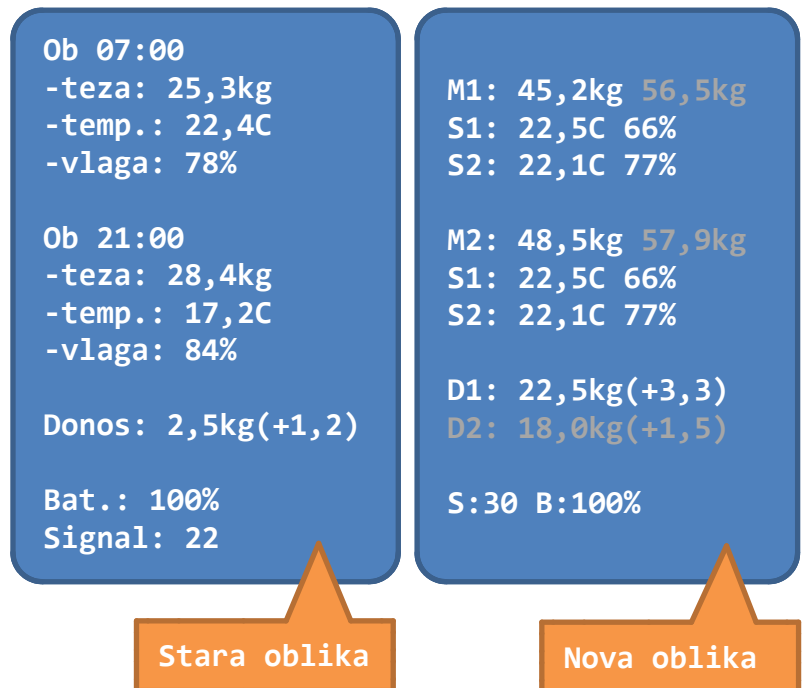 Ob 07:00
-teza: 25,3kg
-temp.: 22,4C
-vlaga: 78%
Ob 21:00
-teza: 28,4kg
-temp.: 17,2C
-vlaga: 84%
Donos: 2,5kg(+1,2)
Bat.: 100%
Signal: 22
Stara oblika
M1: 45,2kg 56,5kg
S1: 22,5C 66%
S2: 22,1C 77%
M2: 48,5kg 57,9kg
S1: 22,5C 66%
S2: 22,1C 77%
D1: 22,5kg(+3,3)
D2: 18,0kg(+1,5)
S:30 B:100%
Nova oblika